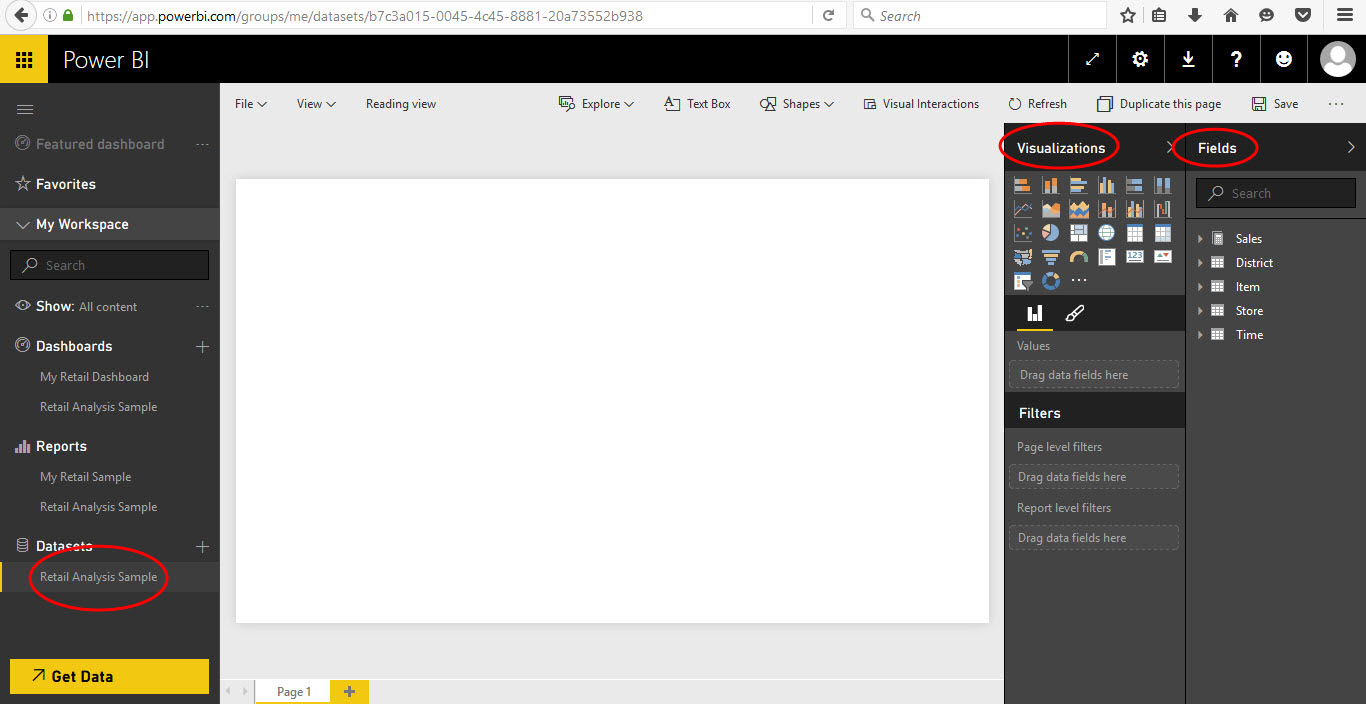 https://app.powerbi.com/groups/me/datasets/b7c3a015-0045-4c45-8881-20a73552b938
Search
Power BI
?
File
View
Reading view
Explore
Text Box
Shapes
Visual Interactions
Refresh
Duplicate this page
Save
...
Featured dashboard
...
Favorites
My Workspace
Search
Show: All content
...
Dashboards
My Retail Dashboard
Retail Analysis Sample
Reports
My Retail Sample
Retail Analysis Sample
Datasets
Retail Analysis Sample
Get Data
Page 1
Visualizations
123
...
Values
Drag data fields here
Filters
Page level filters
Drag data fields here
Report level filters
Drag data fields here
Fields
Search
Sales
District
Item
Store
Time